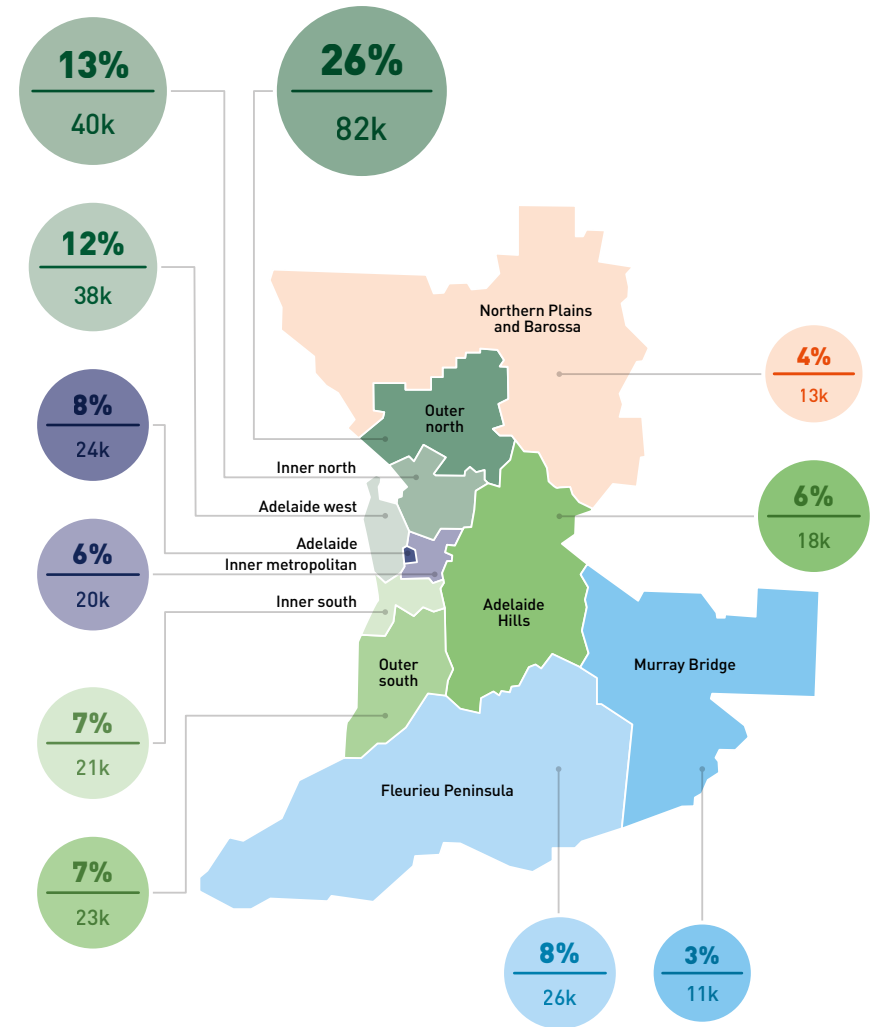 13%
40k
26%
82k
12%
38k
8%
24k
6%
20k
7%
21k
7%
23k
Northern Plains
and Barossa
Outer
north
Inner north
Adelaide west
Adelaide
Inner metropolitan
Inner south
Outer
south
Adelaide
Hills
Murray Bridge
Fleurieu Peninsula
4%
13k
6%
18k
8%
26k
3%
11k